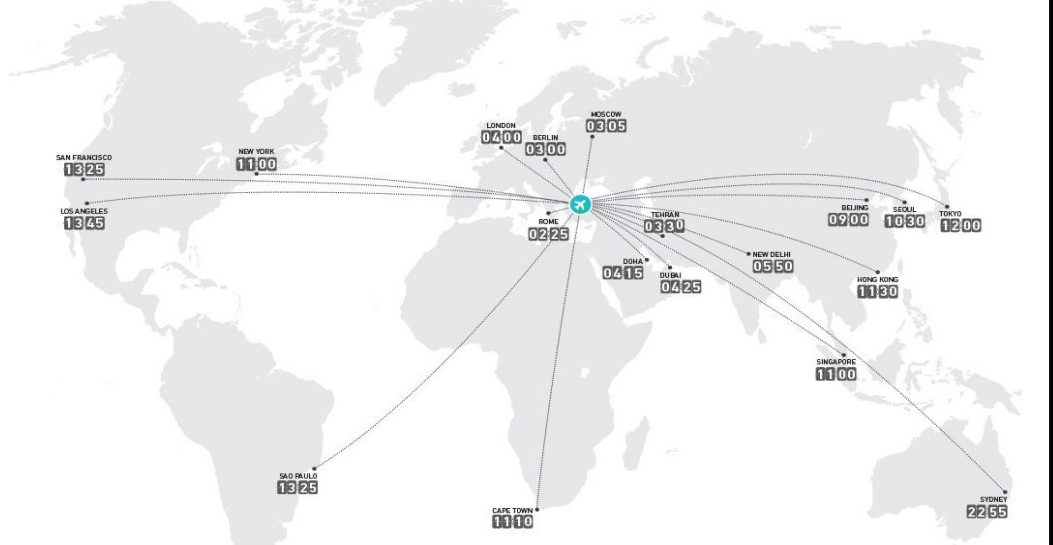 MOSCOW
03:05
LONDON
04:00
BERLIN
03:00
NEW YORK
11:00
SAN FRANCISCO
13:25
LOS ANGELES
13:45
ROME
02:25
TEHRAN
03:30
BEIJING
09:00
SEOUL
10:30
TOKYO
12:00
DOHA
04:15
DUBAI
04:25
NEW DELHI
05:50
HONG KONG
11:30
SINGAPORE
11:00
SAO PAULO
13:25
CAPE TOWN
11:10
SYDNEY
22:55